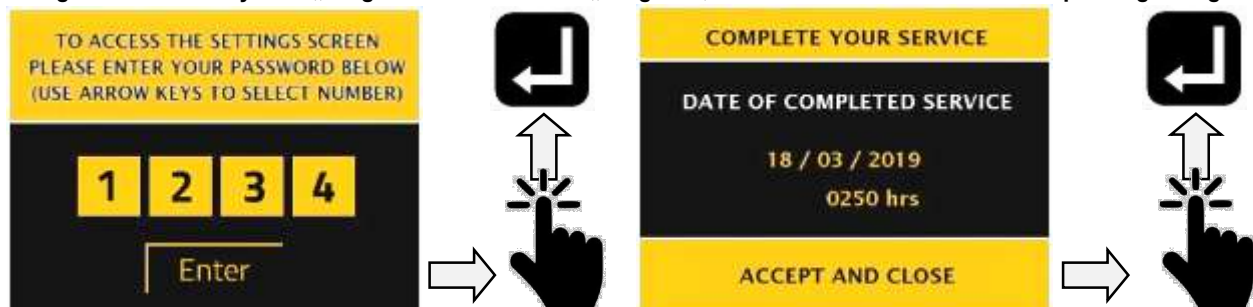 TO ACCESS THE SETTINGS SCREEN
PLEASE ENTER YOUR PASSWORD BELOW
(USE ARROW KEYS TO SELECT NUMBER)
1 2 3 4
Enter
COMPLETE YOUR SERVICE
DATE OF COMPLETED SERVICE
18 / 03 / 2019
0250 hrs
ACCEPT AND CLOSE